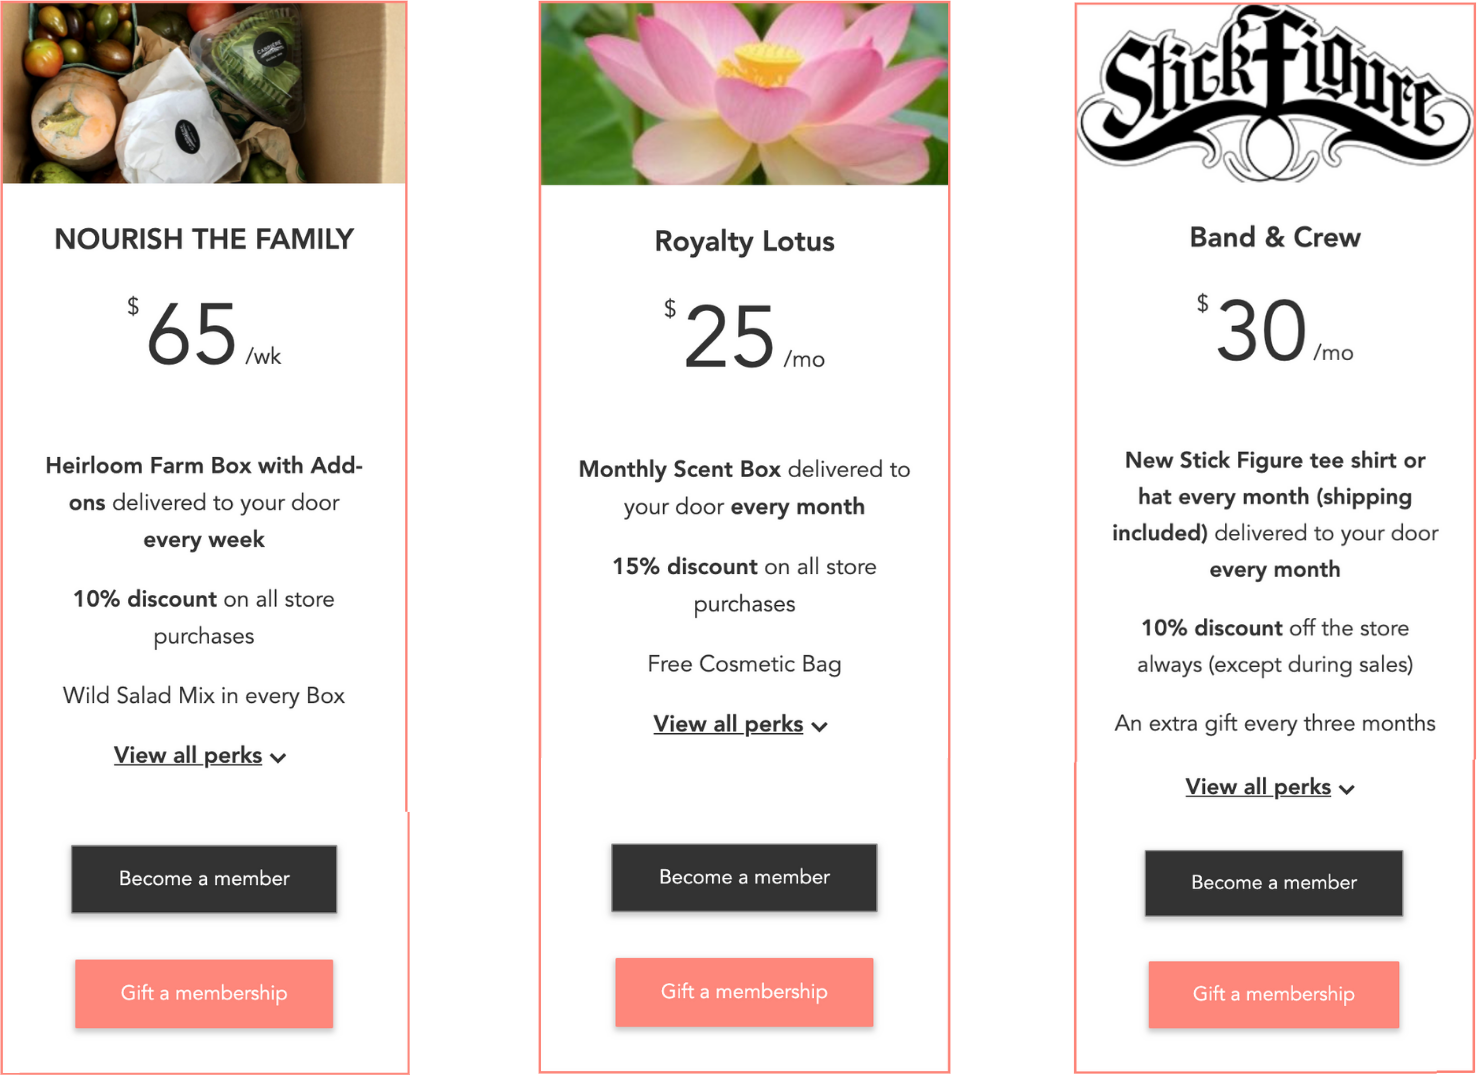 CARRIÈRE
NOURISH THE FAMILY
$65/wk
Heirloom Farm Box with Add-
ons delivered to your door
every week
10% discount on all store
purchases
Wild Salad Mix in every Box
View all perks
Become a member
Gift a membership
Royalty Lotus
$25/mo
Monthly Scent Box delivered to
your door every month
15% discount on all store
purchases
Free Cosmetic Bag
View all perks
Become a member
Gift a membership
Stick Figure
Band & Crew
$30/mo
New Stick Figure tee shirt or
hat every month (shipping
included) delivered to your door
every month
10% discount off the store
always (except during sales)
An extra gift every three months
View all perks
Become a member
Gift a membership